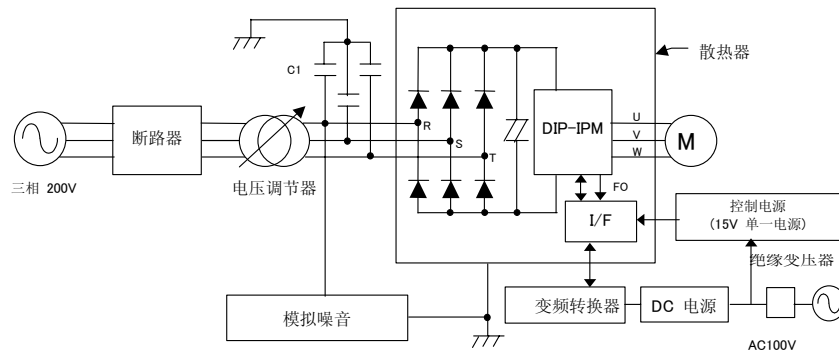 散热器
C1
断路器
R
S
T
DIP-IPM
U
V
W
M
三相 200V
电压调节器
FO
I/F
控制电源
(15V 单一电源)
绝缘变压器
模拟噪音
变频转换器
DC 电源
AC100V